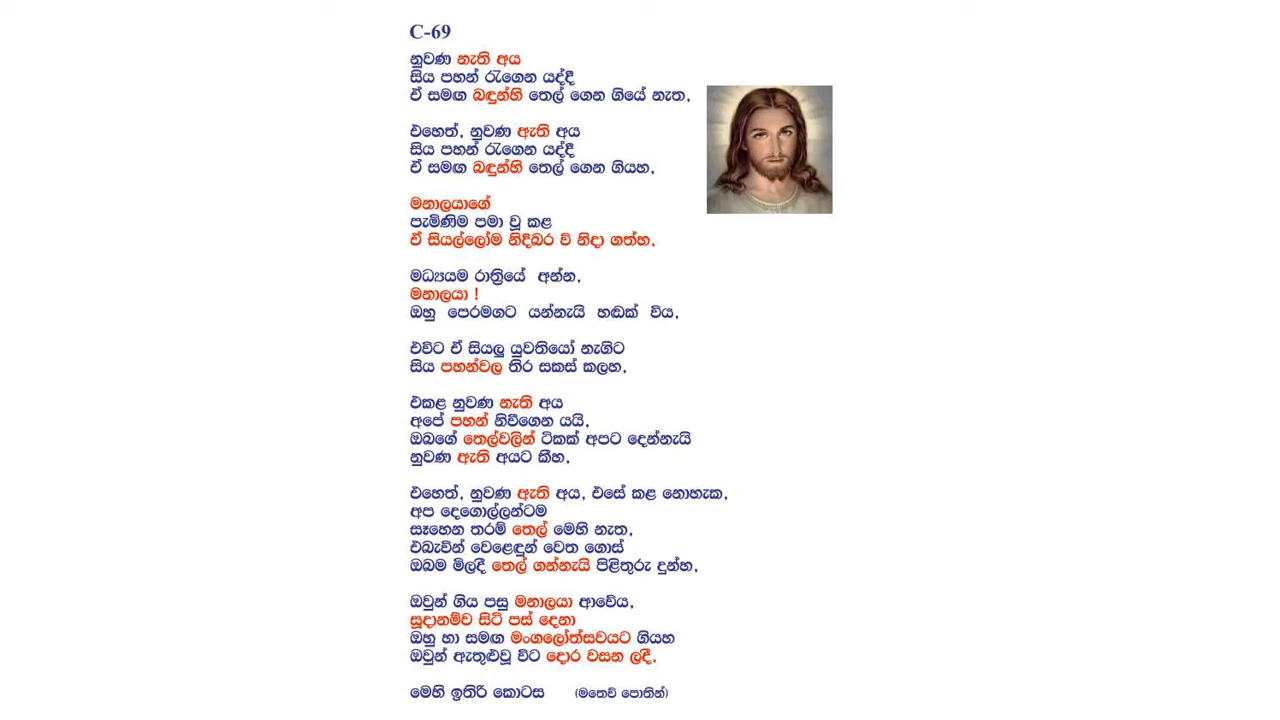 C-69
නුවණ නැති අය
සිය පහන් රැගෙන යද්දී
ඒ සමඟ බඳුන්හි තෙල් ගෙන ගියේ නැත,
එහෙත්, නුවණ ඇති අය
සිය පහන් රැගෙන යද්දී
ඒ සමඟ බඳුන්හි තෙල් ගෙන ගියහ,
මනාලයාගේ
පැමිණිම පමා වූ කළ
ඒ සියල්ලෝම නිදිබර වි නිදා ගත්හ,
මධ්‍යයම රාත්‍රියේ අන්න,
මනාලයා !
ඔහු පෙරමගට යන්නැයි හඬක් විය,
එවිට ඒ සියලු යුවතියෝ නැගිට
සිය පහන්වල තිර සකස් කලහ,
එකළ නුවණ නැති අය
අපේ පහන් නිවීගෙන යයි,
ඔබගේ තෙල්වලින් ටිකක් අපට දෙන්නැයි
නුවණ ඇති අයට කීහ,
එහෙත්, නුවණ ඇති අය, එසේ කළ නොහැක,
අප දෙගොල්ලන්ටම
සෑහෙන තරම් තෙල් මෙහි නැත,
එබැවින් වෙළෙඳුන් වෙත ගොස්
ඔබම මිලදී තෙල් ගන්නැයි පිළිතුරු දුන්හ,
ඔවුන් ගිය පසු මනාලයා ආවේය,
සූදානම්ව සිටි පස් දෙනා
ඔහු හා සමඟ මංගලෝත්සවයට ගියහ
ඔවුන් ඇතුළුවූ විට දොර වසන ලදී,
මෙහි ඉතිරි කොටස (මතෙව් පොතින්)